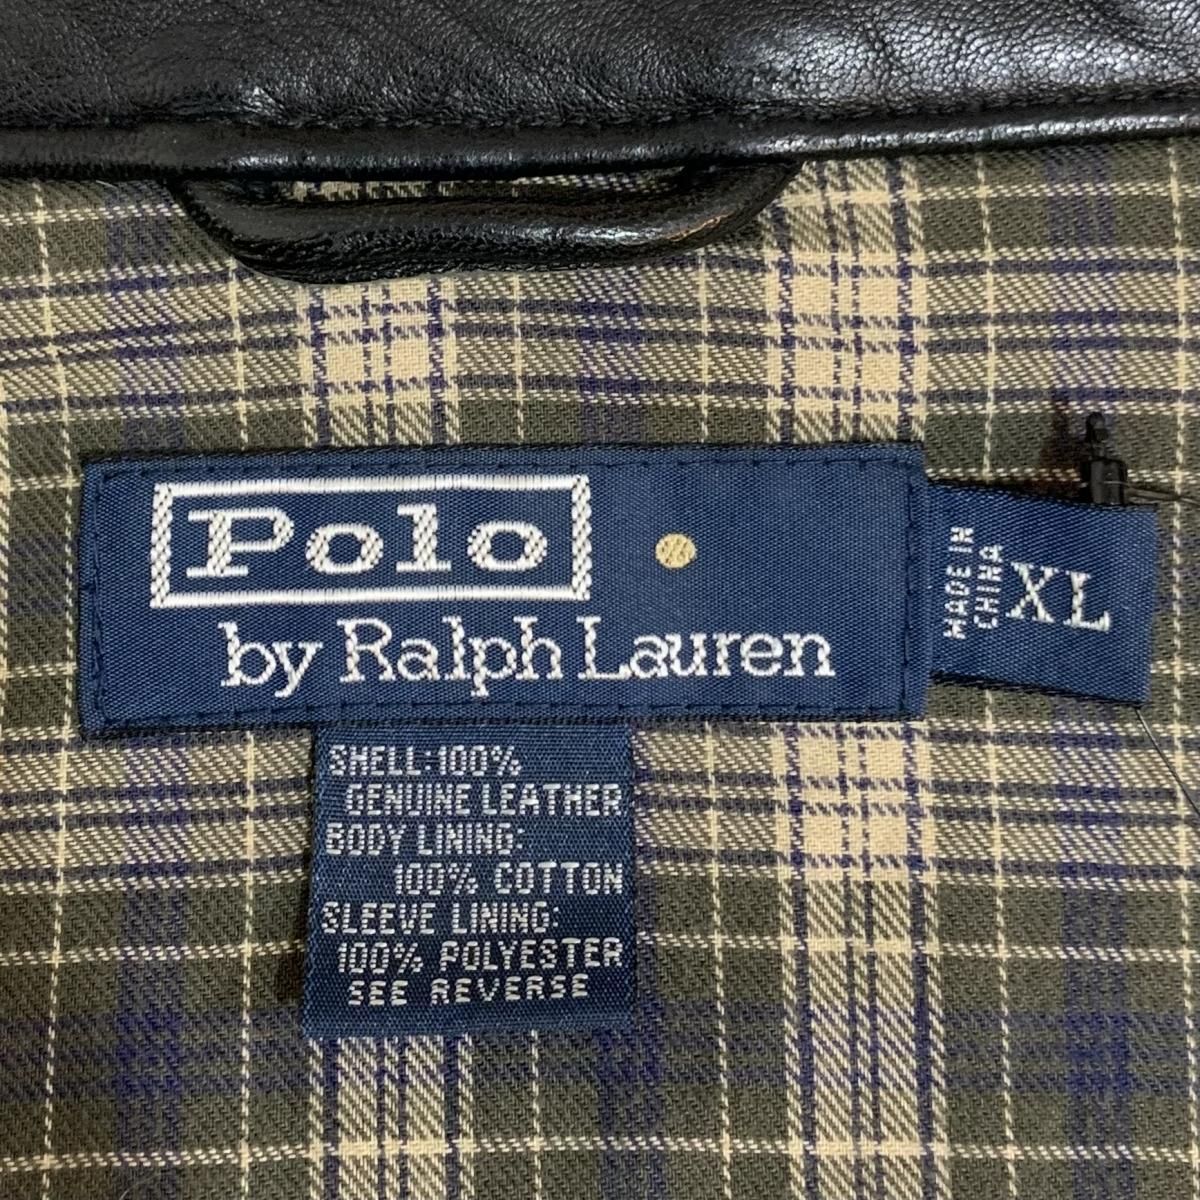 Polo
by Ralph Lauren
MADE IN
CHINA
XL
SHELL: 100%
GENUINE LEATHER
BODY LINING:
100% COTTON
SLEEVE LINING:
100% POLYESTER
SEE REVERSE